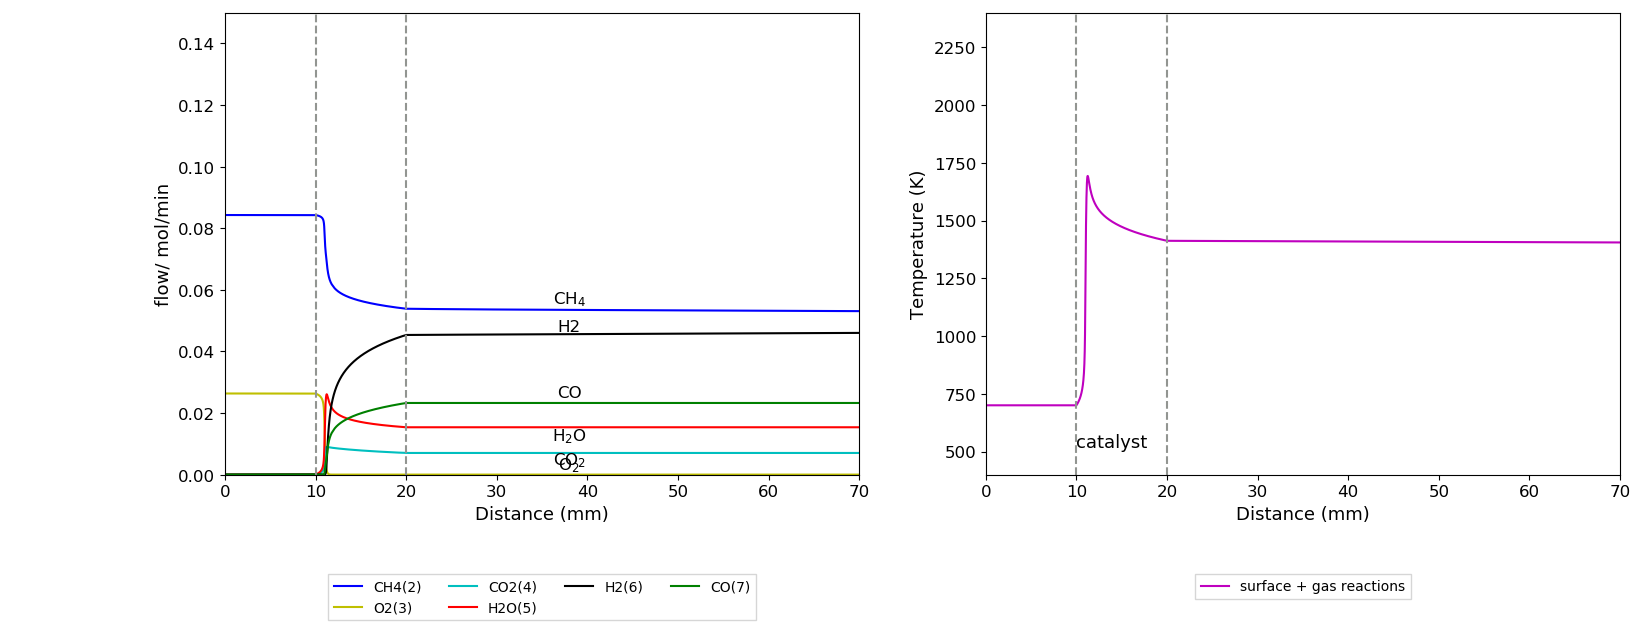 0.14
0.12
0.10
0.08
0.06
0.04
0.02
0.00
flow/ mol/min
CH4
H2
CO
H2O
CO2
O2
0 10 20 30 40 50 60 70
Distance (mm)
CH4(2) CO2(4) H2(6) CO(7)
O2(3) H2O(5)
2250
2000
1750
1500
1250
1000
750
500
Temperature (K)
catalyst
0 10 20 30 40 50 60 70
Distance (mm)
surface + gas reactions